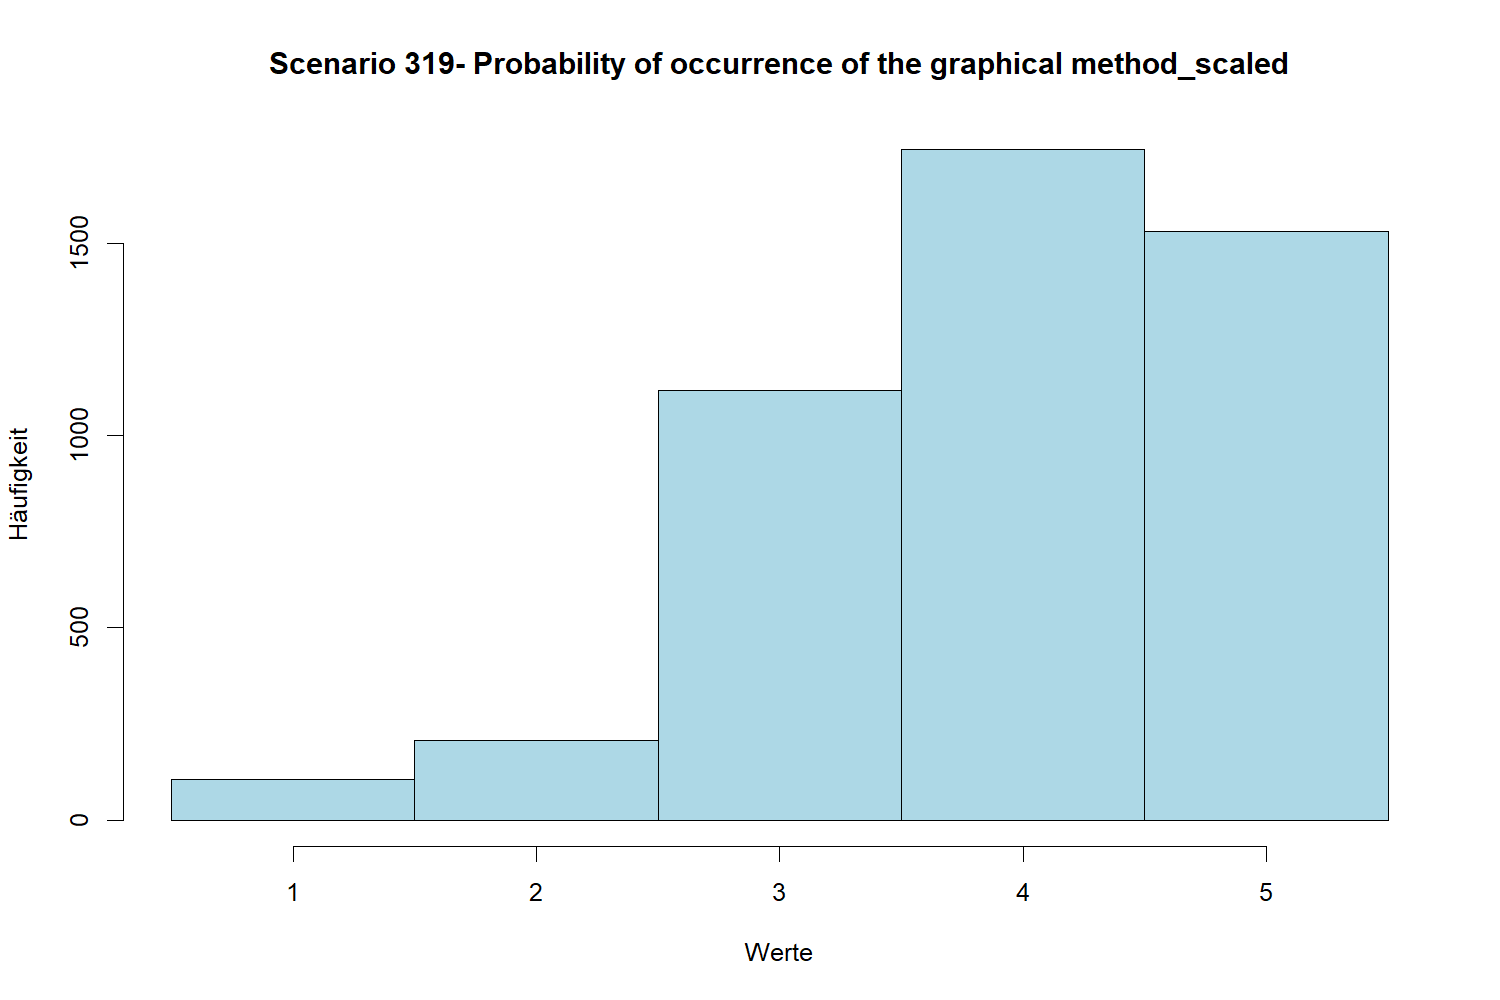 Scenario 319- Probability of occurrence of the graphical method_scaled
Häufigkeit
1500
1000
500
0
1 2 3 4 5
Werte